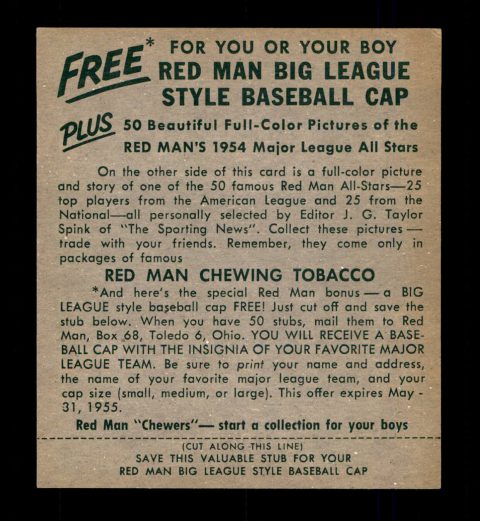 FREE* FOR YOU OR YOUR BOY
RED MAN BIG LEAGUE
STYLE BASEBALL CAP
PLUS 50 Beautiful Full-Color Pictures of the
RED MAN'S 1954 Major League All Stars
On the other side of this card is a full-color picture
and story of one of the 50 famous Red Man All-Stars—25
top players from the American League and 25 from the
National—all personally selected by Editor J. G. Taylor
Spink of "The Sporting News". Collect these pictures—
trade with your friends. Remember, they come only in
packages of famous
RED MAN CHEWING TOBACCO
*And here's the special Red Man bonus—a BIG
LEAGUE style baseball cap FREE! Just cut off and save the
stub below. When you have 50 stubs, mail them to Red
Man, Box 68, Toledo 6, Ohio. YOU WILL RECEIVE A BASE-
BALL CAP WITH THE INSIGNIA OF YOUR FAVORITE MAJOR
LEAGUE TEAM. Be sure to print your name and address,
the name of your favorite major league team, and your
cap size (small, medium, or large). This offer expires May -
31, 1955.
Red Man "Chewers"—start a collection for your boys
(CUT ALONG THIS LINE)
SAVE THIS VALUABLE STUB FOR YOUR
RED MAN BIG LEAGUE STYLE BASEBALL CAP